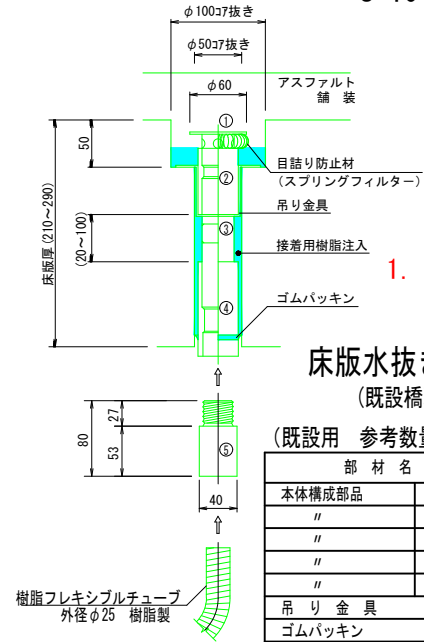 φ100ｺｱ抜き
φ50ｺｱ抜き
φ60
アスファルト
舗　装
①
50
目詰り防止材
(スプリングフィルター)
②
吊り金具
③
床版厚(210~290)
(20~100)
接着用樹脂注入
1.
④
ゴムパッキン
床版水抜き
(既設橋
27
80
(既設用　参考数量
53
⑤
部　材　名
40
本体構成部品
〃
〃
〃
〃
樹脂フレキシブルチューブ
外径φ25　樹脂製
吊　り　金　具
ゴムパッキン